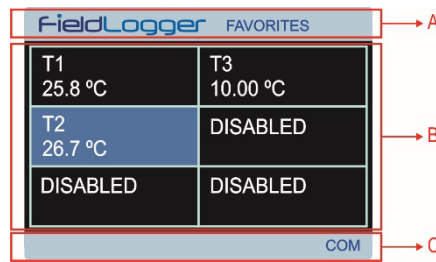 FieldLogger FAVORITES
A
T1
25.8 ºC
T3
10.00 ºC
T2
26.7 ºC
DISABLED
B
DISABLED
DISABLED
COM
C